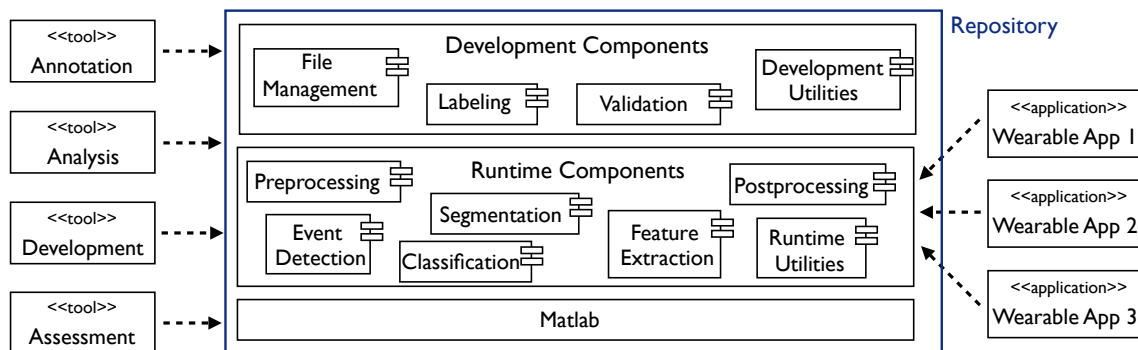 <<tool>>
Annotation
<<tool>>
Analysis
<<tool>>
Development
<<tool>>
Assessment
Repository
Development Components
File
Management
Labeling
Validation
Development
Utilities
Runtime Components
Preprocessing
Segmentation
Postprocessing
Event
Detection
Classification
Feature
Extraction
Runtime
Utilities
Matlab
<<application>>
Wearable App 1
<<application>>
Wearable App 2
<<application>>
Wearable App 3